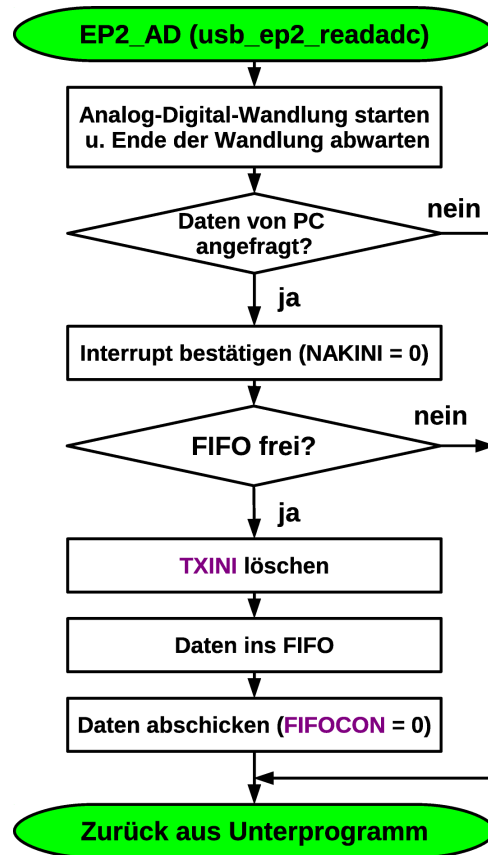 EP2_AD (usb_ep2_readadc)
Analog-Digital-Wandlung starten
u. Ende der Wandlung abwarten
Daten von PC
angefragt?
nein
ja
Interrupt bestätigen (NAKINI = 0)
FIFO frei?
nein
ja
TXINI löschen
Daten ins FIFO
Daten abschicken (FIFOCON = 0)
Zurück aus Unterprogramm